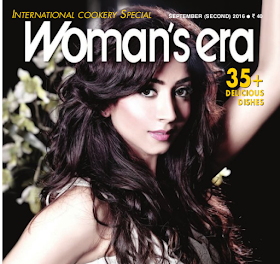 INTERNATIONAL COOKERY SPECIAL
SEPTEMBER (SECOND) 2016 ● ₹ 40
Woman's era
35+
DELICIOUS
DISHES